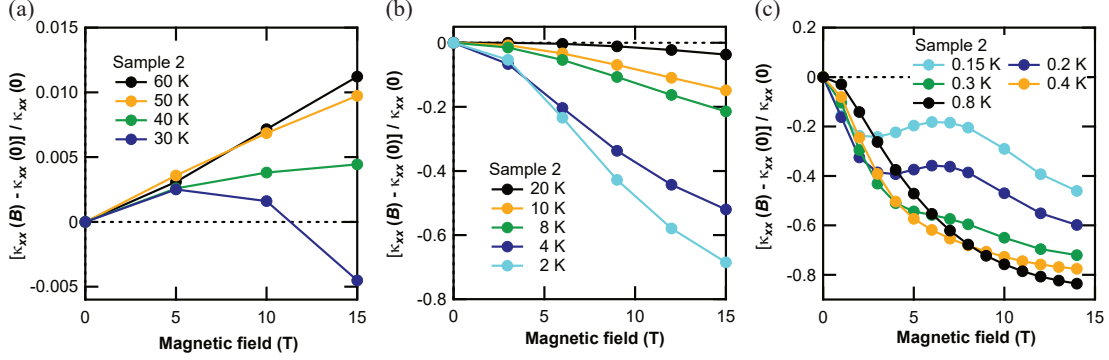 (a)
[κxx (B) - κxx (0)] / κxx (0)
0.015
0.010
0.005
0
-0.005
Sample 2
60 K
50 K
40 K
30 K
0 5 10 15
Magnetic field (T)
(b)
[κxx (B) - κxx (0)] / κxx (0)
0
-0.2
-0.4
-0.6
-0.8
Sample 2
20 K
10 K
8 K
4 K
2 K
0 5 10 15
Magnetic field (T)
(c)
[κxx (B) - κxx (0)] / κxx (0)
0.2
0
-0.2
-0.4
-0.6
-0.8
Sample 2
0.15 K 0.2 K
0.3 K 0.4 K
0.8 K
0 5 10 15
Magnetic field (T)